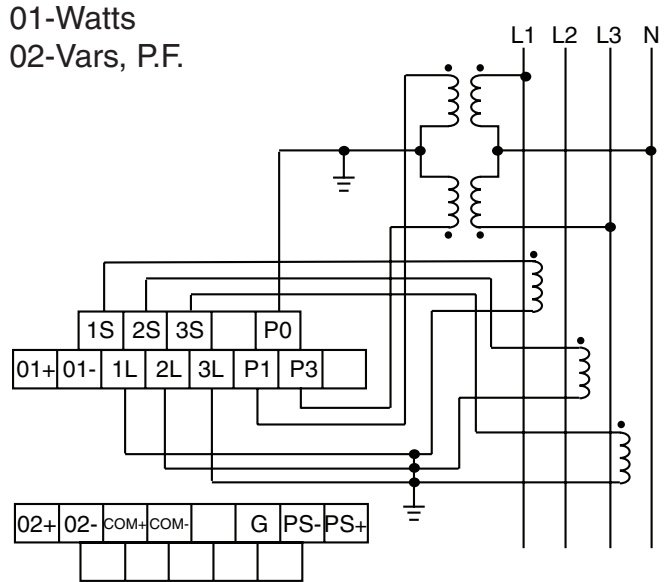 01-Watts
02-Vars, P.F.
L1 L2 L3 N
1S 2S 3S P0
01+ 01- 1L 2L 3L P1 P3
02+ 02- COM+ COM- G PS- PS+